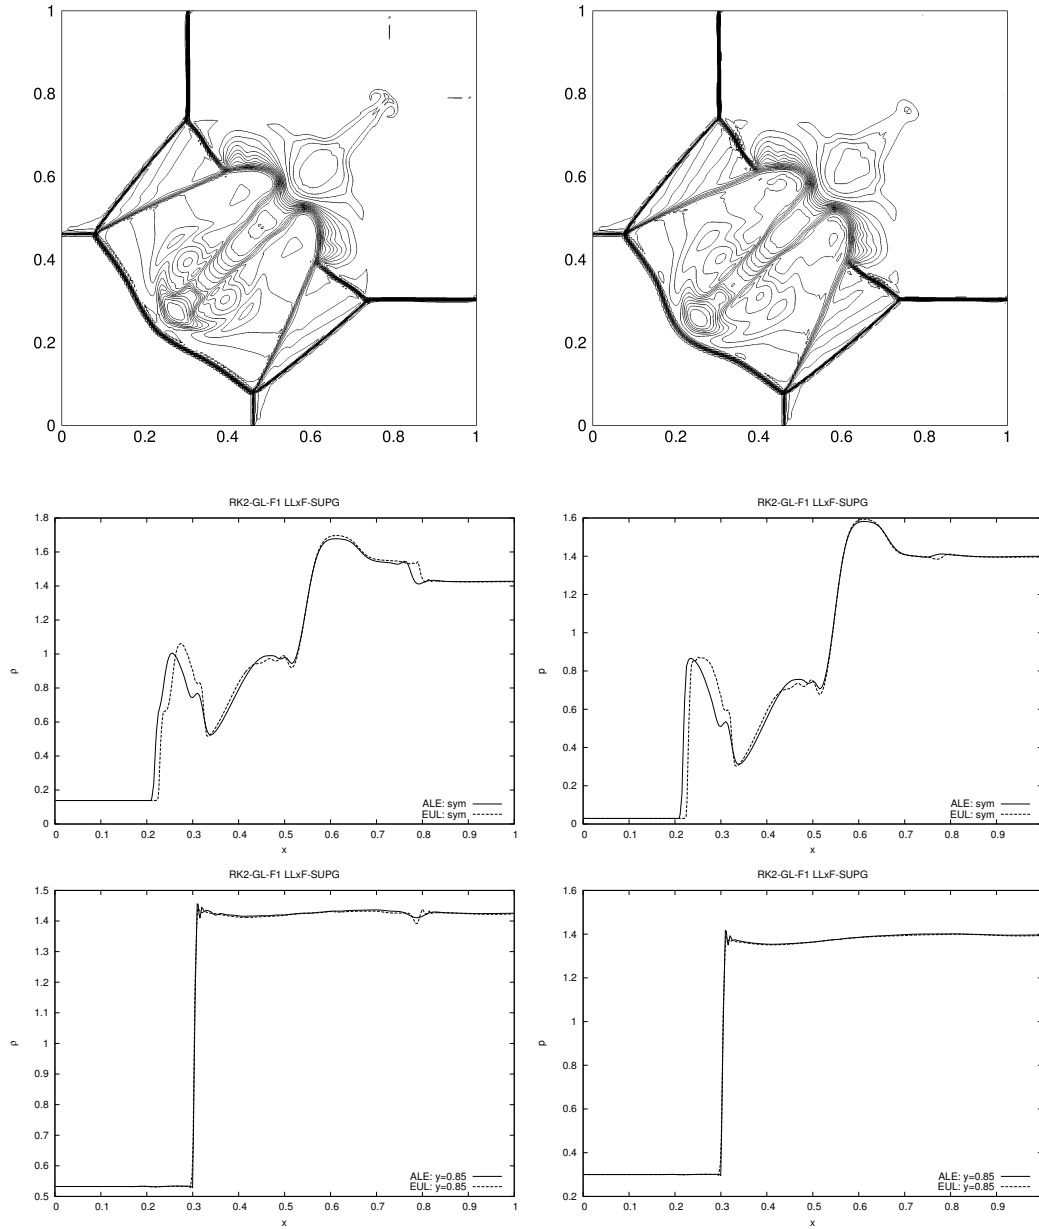 1
0.8
0.6
0.4
0.2
0
0 0.2 0.4 0.6 0.8 1
1
0.8
0.6
0.4
0.2
0
0 0.2 0.4 0.6 0.8 1
RK2-GL-F1 LLxF-SUPG
1.8
1.6
1.4
1.2
1
0.8
0.6
0.4
0.2
0
ρ
0 0.1 0.2 0.3 0.4 0.5 0.6 0.7 0.8 0.9 1
x
ALE: sym
EUL: sym
RK2-GL-F1 LLxF-SUPG
1.6
1.4
1.2
1
0.8
0.6
0.4
0.2
0
p
0 0.1 0.2 0.3 0.4 0.5 0.6 0.7 0.8 0.9
x
ALE: sym
EUL: sym
RK2-GL-F1 LLxF-SUPG
1.5
1.4
1.3
1.2
1.1
1
0.9
0.8
0.7
0.6
0.5
ρ
0 0.1 0.2 0.3 0.4 0.5 0.6 0.7 0.8 0.9 1
x
ALE: y=0.85
EUL: y=0.85
RK2-GL-F1 LLxF-SUPG
1.6
1.4
1.2
1
0.8
0.6
0.4
0.2
p
0 0.1 0.2 0.3 0.4 0.5 0.6 0.7 0.8 0.9
x
ALE: y=0.85
EUL: y=0.85